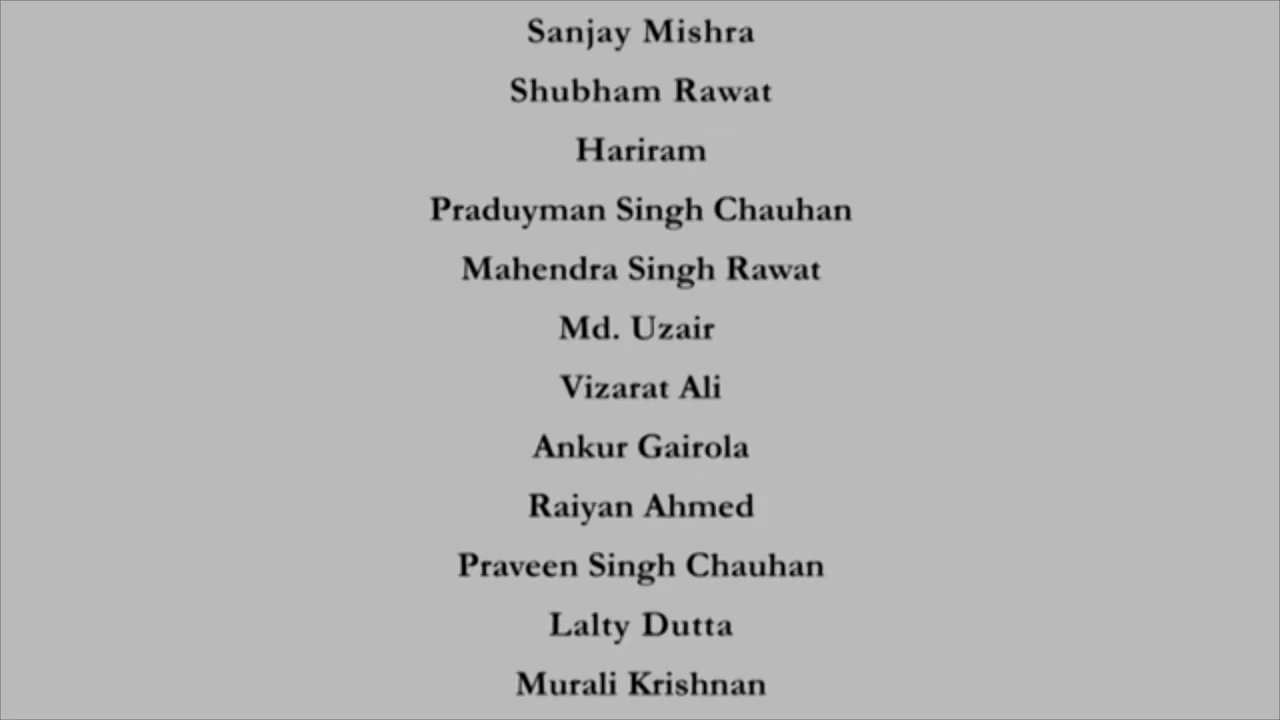 Sanjay Mishra
Shubham Rawat
Hariram
Praduyman Singh Chauhan
Mahendra Singh Rawat
Md. Uzair
Vizarat Ali
Ankur Gairola
Raiyan Ahmed
Praveen Singh Chauhan
Lalty Dutta
Murali Krishnan